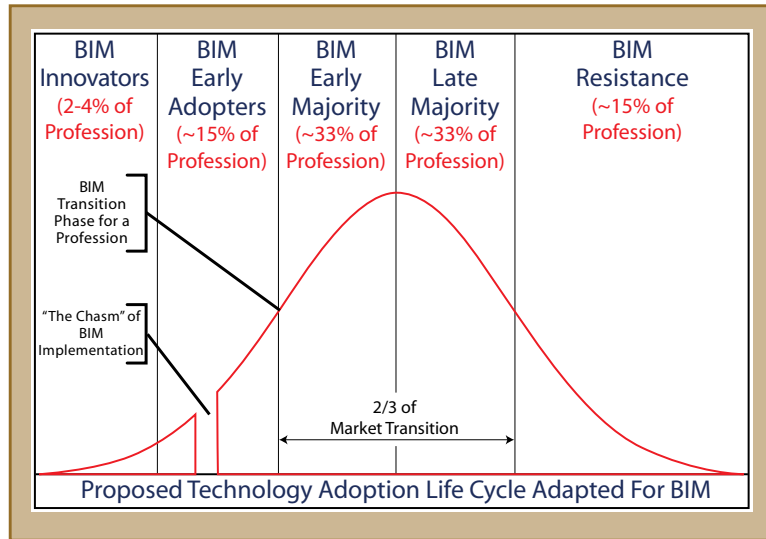 BIM
Innovators
(2-4% of
Profession)
BIM
Early
Adopters
(~15% of
Profession)
BIM
Early
Majority
(~33% of
Profession)
BIM
Late
Majority
(~33% of
Profession)
BIM
Resistance
(~15% of
Profession)
BIM
Transition
Phase for a
Profession
“The Chasm” of
BIM
Implementation
2/3 of
Market Transition
Proposed Technology Adoption Life Cycle Adapted For BIM